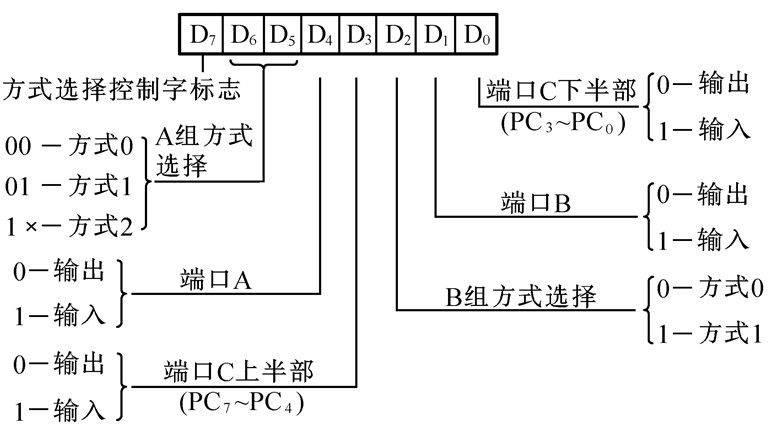 D₇ D₆ D₅ D₄ D₃ D₂ D₁ D₀
方式选择控制字标志
A组方式
选择
00－方式0
01－方式1
1×－方式2
端口A
0－输出
1－输入
端口C上半部
(PC₇~PC₄)
0－输出
1－输入
端口C下半部
(PC₃~PC₀)
0－输出
1－输入
端口B
0－输出
1－输入
B组方式选择
0－方式0
1－方式1